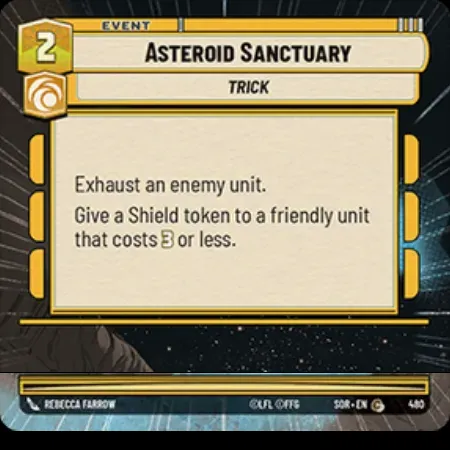 2
EVENT
ASTEROID SANCTUARY
TRICK
Exhaust an enemy unit.
Give a Shield token to a friendly unit
that costs 3 or less.
REBECCA FARROW ©LFL ©FFG SOR • EN C 480